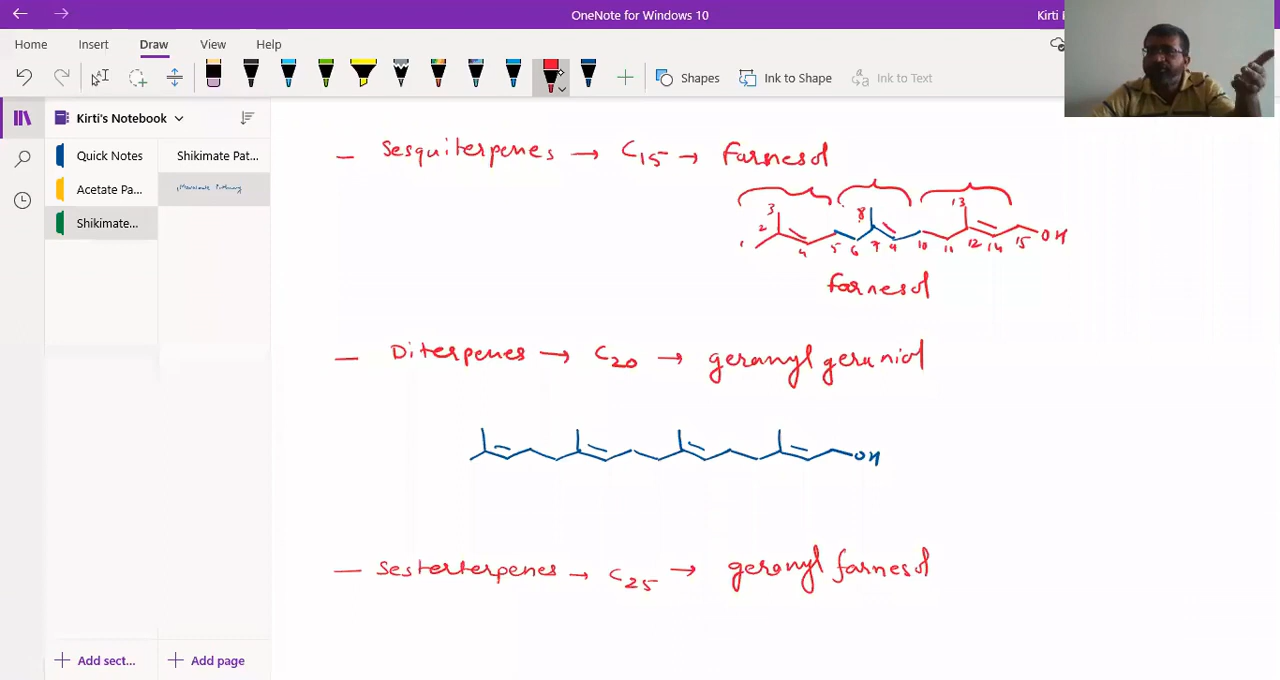 OneNote for Windows 10
Kirti
Home Insert Draw View Help
Shapes Ink to Shape Ink to Text
Kirti's Notebook
Quick Notes
Acetate Pa...
Shikimate...
Shikimate Pat...
Mevalonate Pathway
- Sesquiterpenes → C15 → Farnesol
1 2 3 4 5 6 7 8 9 10 11 12 13 14 15 OH
Farnesol
- Diterpenes → C20 → geranyl geraniol
OH
- Sesterterpenes → C25 → geranyl farnesol
+ Add sect... + Add page